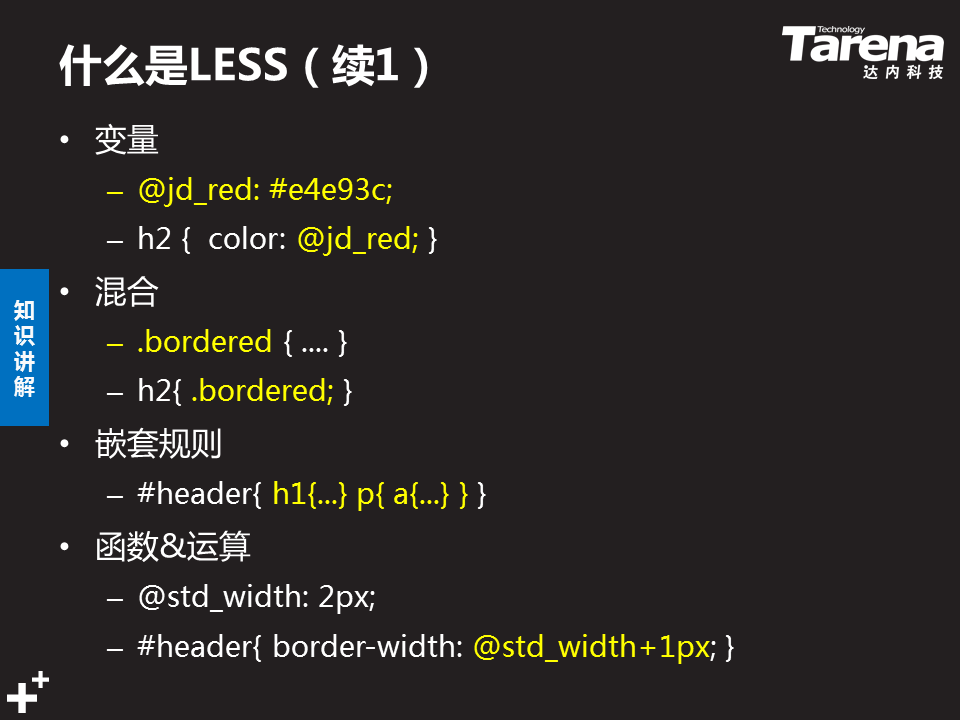 什么是LESS（续1）
Technology
Tarena
达内科技
• 变量
– @jd_red: #e4e93c;
– h2 {  color: @jd_red; }
• 混合
– .bordered { .... }
– h2{ .bordered; }
• 嵌套规则
– #header{ h1{...} p{ a{...} } }
• 函数&运算
– @std_width: 2px;
– #header{ border-width: @std_width+1px; }
知识讲解